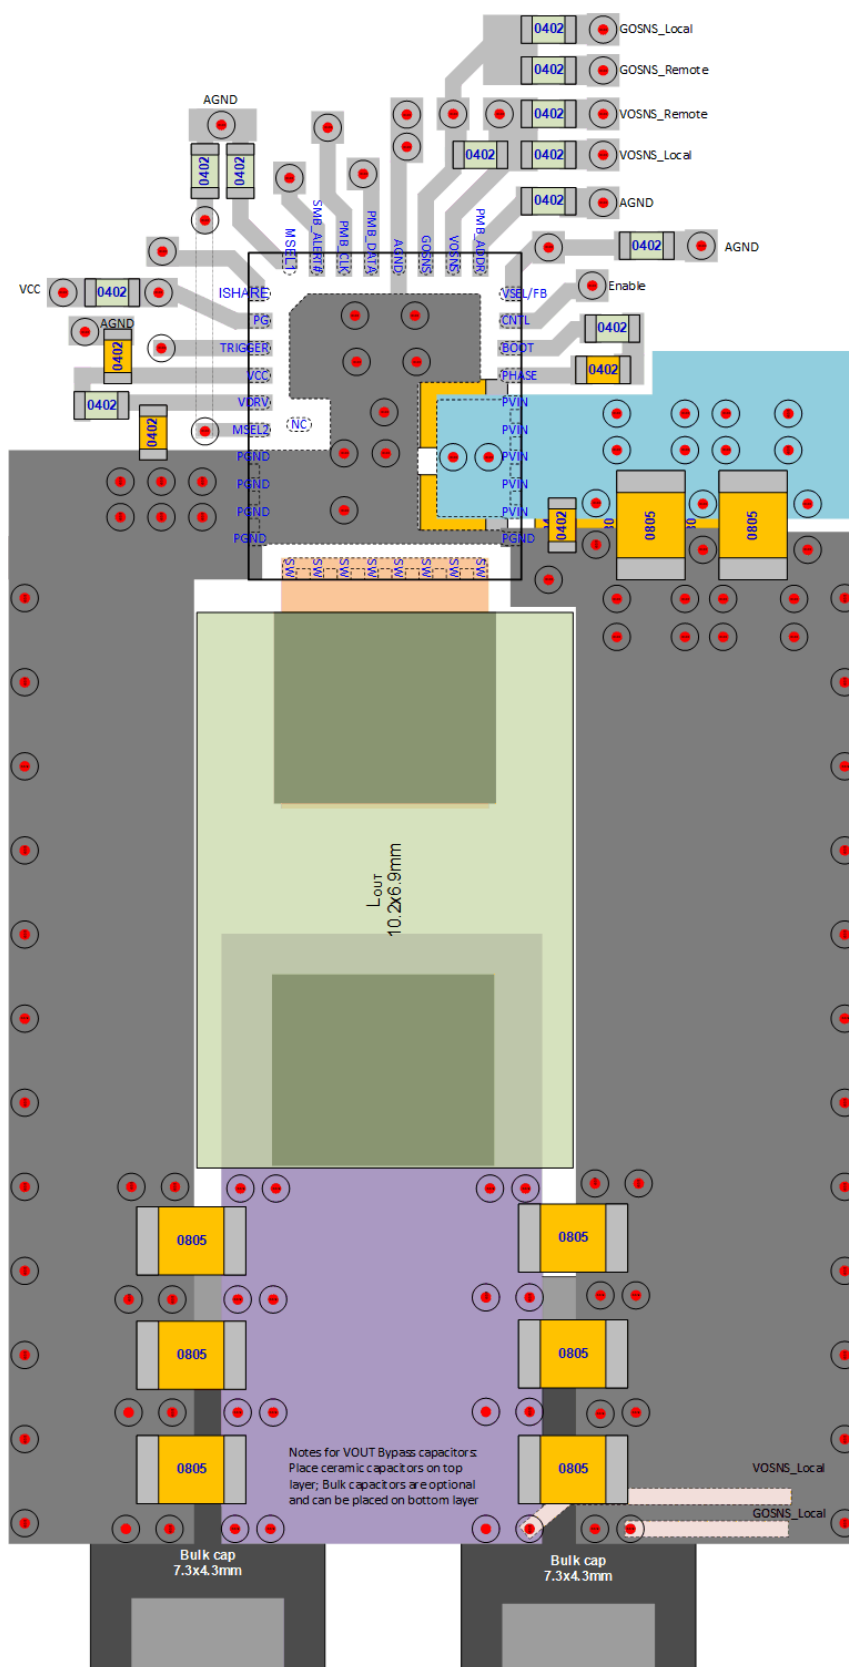 0402
GOSNS_Local
0402
GOSNS_Remote
AGND
0402
VOSNS_Remote
0402
0402
0402
0402
VOSNS_Local
0402
AGND
MSEL1
SMB_ALERT#
PMB_CLK
PMB_DATA
AGND
GOSNS
VOSNS
PMB_ADDR
0402
AGND
VCC
0402
ISHARE
VSEL/FB
Enable
AGND
PG
CNTL
0402
0402
TRIGGER
BOOT
VCC
PHASE
0402
0402
VDRV
PVIN
0402
MSEL2
NC
PVIN
PGND
PVIN
PGND
PVIN
PGND
PVIN
0402
0805
0805
PGND
PGND
SW
SW
SW
SW
SW
SW
SW
SW
LOUT
10.2x6.9mm
0805
0805
0805
0805
0805
0805
Notes for VOUT Bypass capacitors:
Place ceramic capacitors on top
layer; Bulk capacitors are optional
and can be placed on bottom layer
VOSNS_Local
GOSNS_Local
Bulk cap
7.3x4.3mm
Bulk cap
7.3x4.3mm